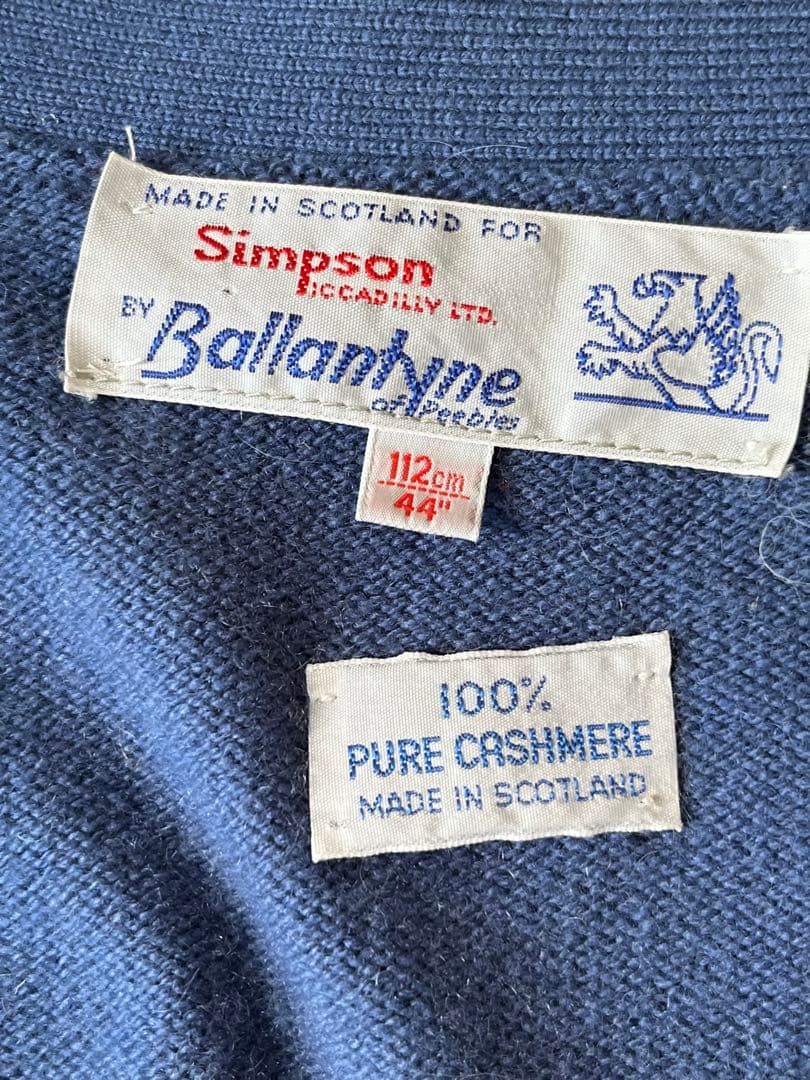 MADE IN SCOTLAND FOR
Simpson
PICCADILLY LTD.
BY Ballantyne
of Peebles
112cm
44"
100%
PURE CASHMERE
MADE IN SCOTLAND